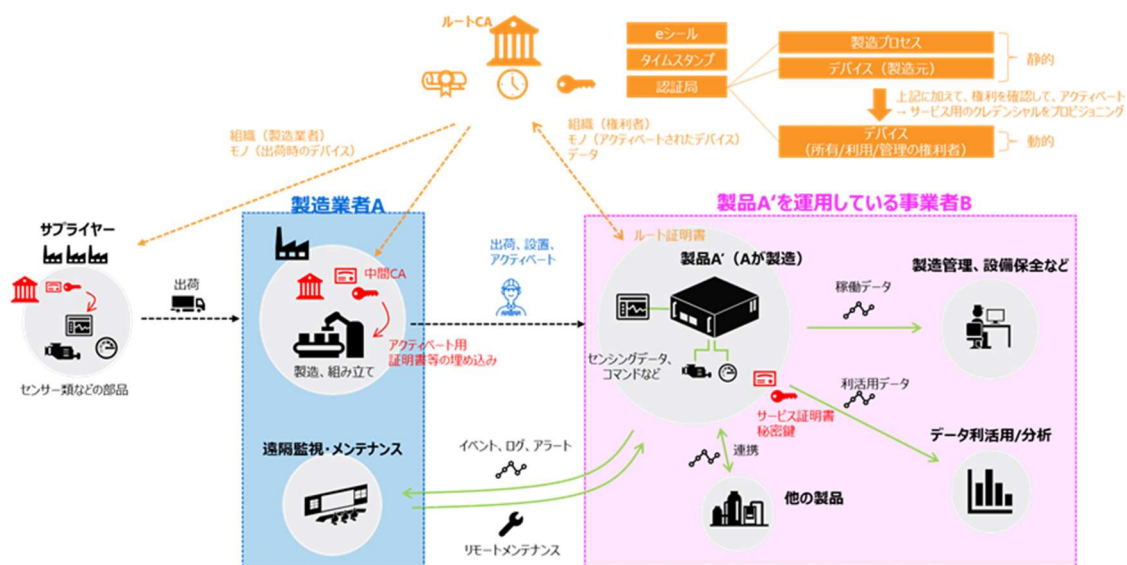 ルートCA
eシール
タイムスタンプ
認証局
製造プロセス
デバイス（製造元）
静的
上記に加えて、権利を確認して、アクティベート
→ サービス用のクレデンシャルをプロビジョニング
デバイス
（所有/利用/管理の権利者）
動的
組織（製造業者）
モノ（出荷時のデバイス）
組織（権利者）
モノ（アクティベートされたデバイス）
データ
サプライヤー
センサー類などの部品
出荷
製造業者A
中間CA
アクティベート用
証明書等の埋め込み
製造、組み立て
出荷、設置、
アクティベート
製品A'を運用している事業者B
ルート証明書
製品A'（Aが製造）
センシングデータ、
コマンドなど
サービス証明書
秘密鍵
稼働データ
製造管理、設備保全など
利活用データ
データ利活用/分析
連携
他の製品
遠隔監視・メンテナンス
イベント、ログ、アラート
リモートメンテナンス